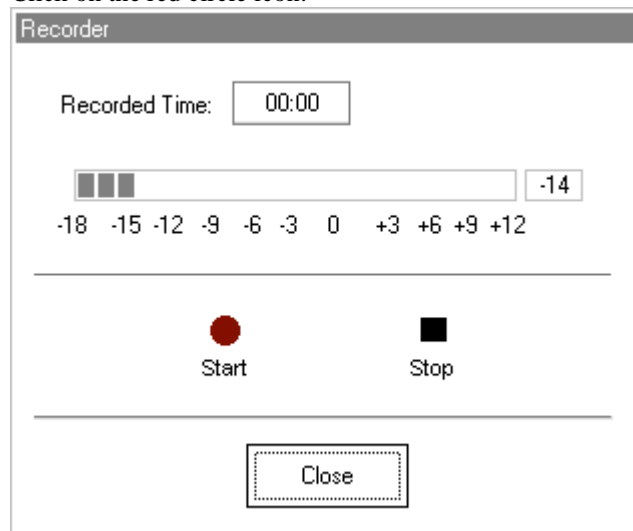 Click on the red circle icon.
Recorder
Recorded Time: 00:00
-14
-18 -15 -12 -9 -6 -3 0 +3 +6 +9 +12
Start Stop
Close